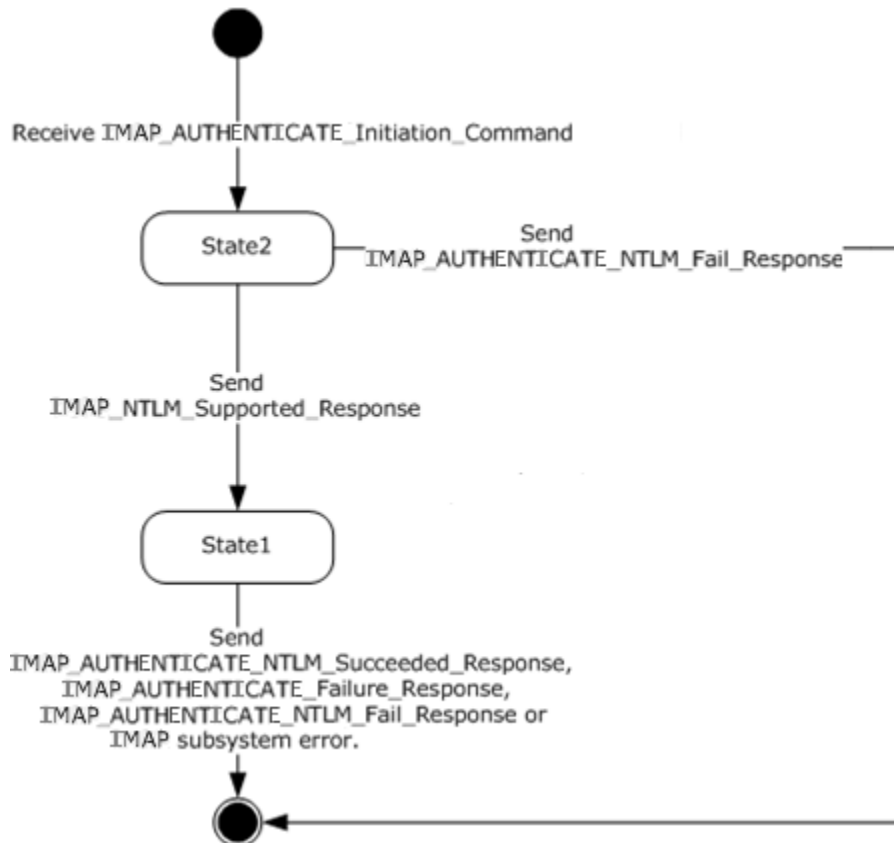 Receive IMAP_AUTHENTICATE_Initiation_Command
State2
Send
IMAP_AUTHENTICATE_NTLM_Fail_Response
Send
IMAP_NTLM_Supported_Response
State1
Send
IMAP_AUTHENTICATE_NTLM_Succeeded_Response,
IMAP_AUTHENTICATE_Failure_Response,
IMAP_AUTHENTICATE_NTLM_Fail_Response or
IMAP subsystem error.